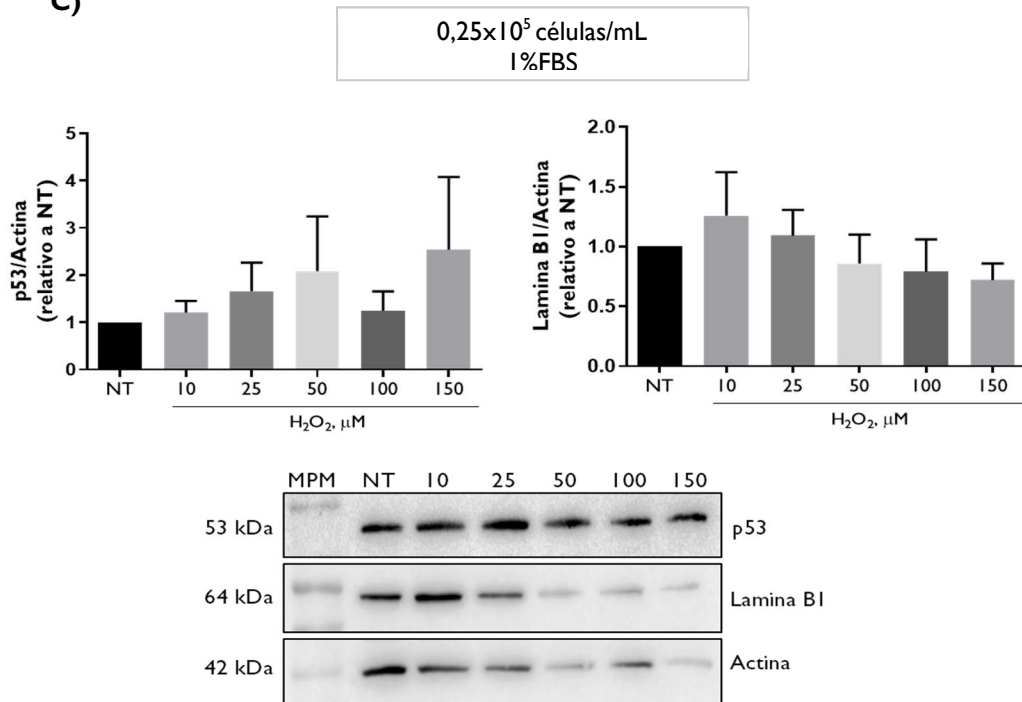 C)
0,25x10⁵ células/mL
1%FBS
p53/Actina
(relativo a NT)
5
4
3
2
1
0
NT 10 25 50 100 150
H₂O₂, μM
Lamina B1/Actina
(relativo a NT)
2.0
1.5
1.0
0.5
0.0
NT 10 25 50 100 150
H₂O₂, μM
MPM NT 10 25 50 100 150
53 kDa p53
64 kDa Lamina B1
42 kDa Actina